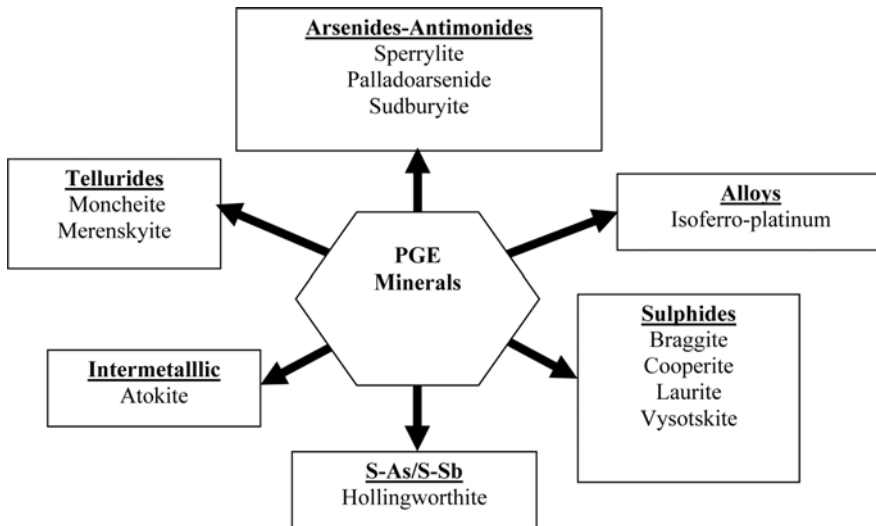 Arsenides-Antimonides
Sperrylite
Palladoarsenide
Sudburyite
Tellurides
Moncheite
Merenskyite
Alloys
Isoferro-platinum
PGE
Minerals
Sulphides
Braggite
Cooperite
Laurite
Vysotskite
Intermetalllic
Atokite
S-As/S-Sb
Hollingworthite